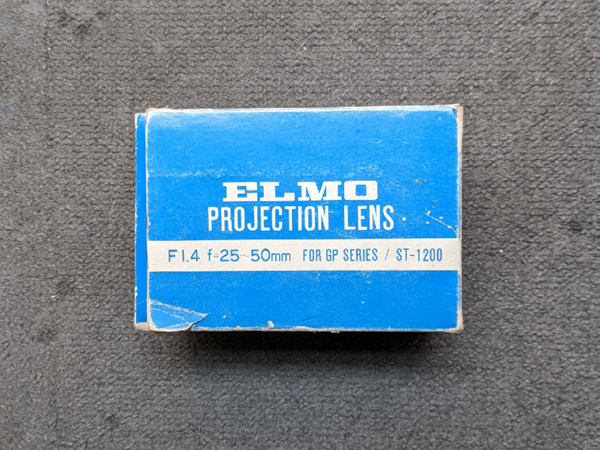 ELMO
PROJECTION LENS
F1.4 f=25~50mm FOR GP SERIES / ST-1200